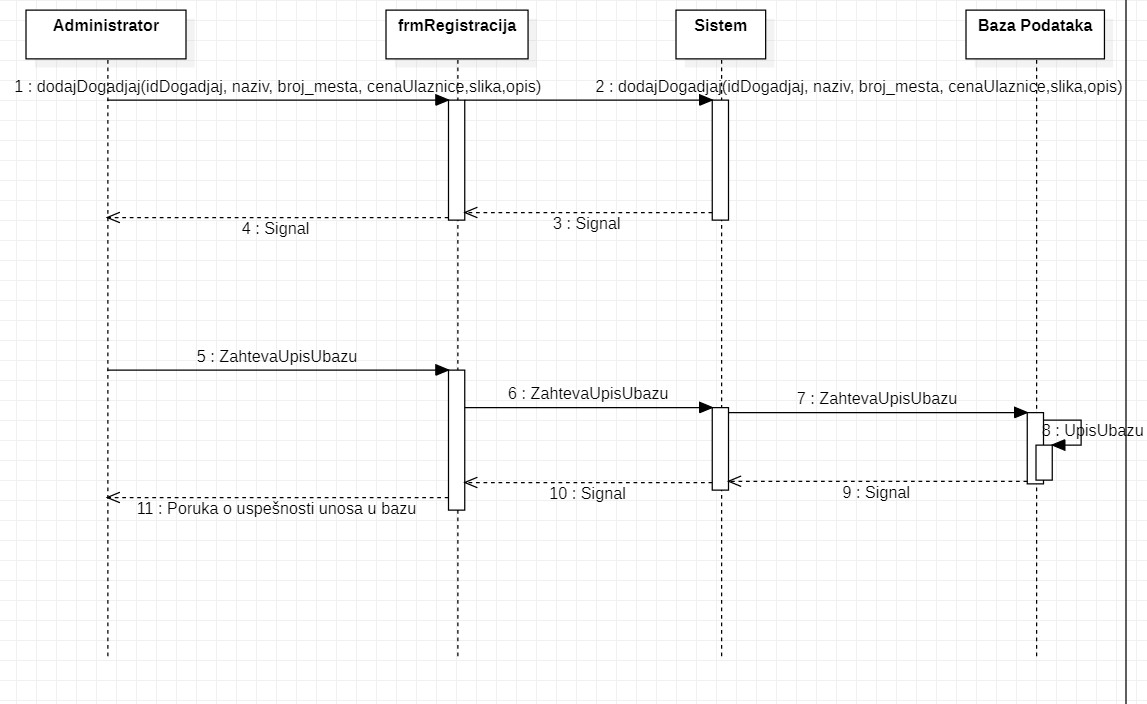 Administrator
frmRegistracija
Sistem
Baza Podataka
1 : dodajDogadjaj(idDogadjaj, naziv, broj_mesta, cenaUlaznice,slika,opis)
2 : dodajDogadjaj(idDogadjaj, naziv, broj_mesta, cenaUlaznice,slika,opis)
3 : Signal
4 : Signal
5 : ZahtevaUpisUbazu
6 : ZahtevaUpisUbazu
7 : ZahtevaUpisUbazu
8 : UpisUbazu
9 : Signal
10 : Signal
11 : Poruka o uspešnosti unosa u bazu